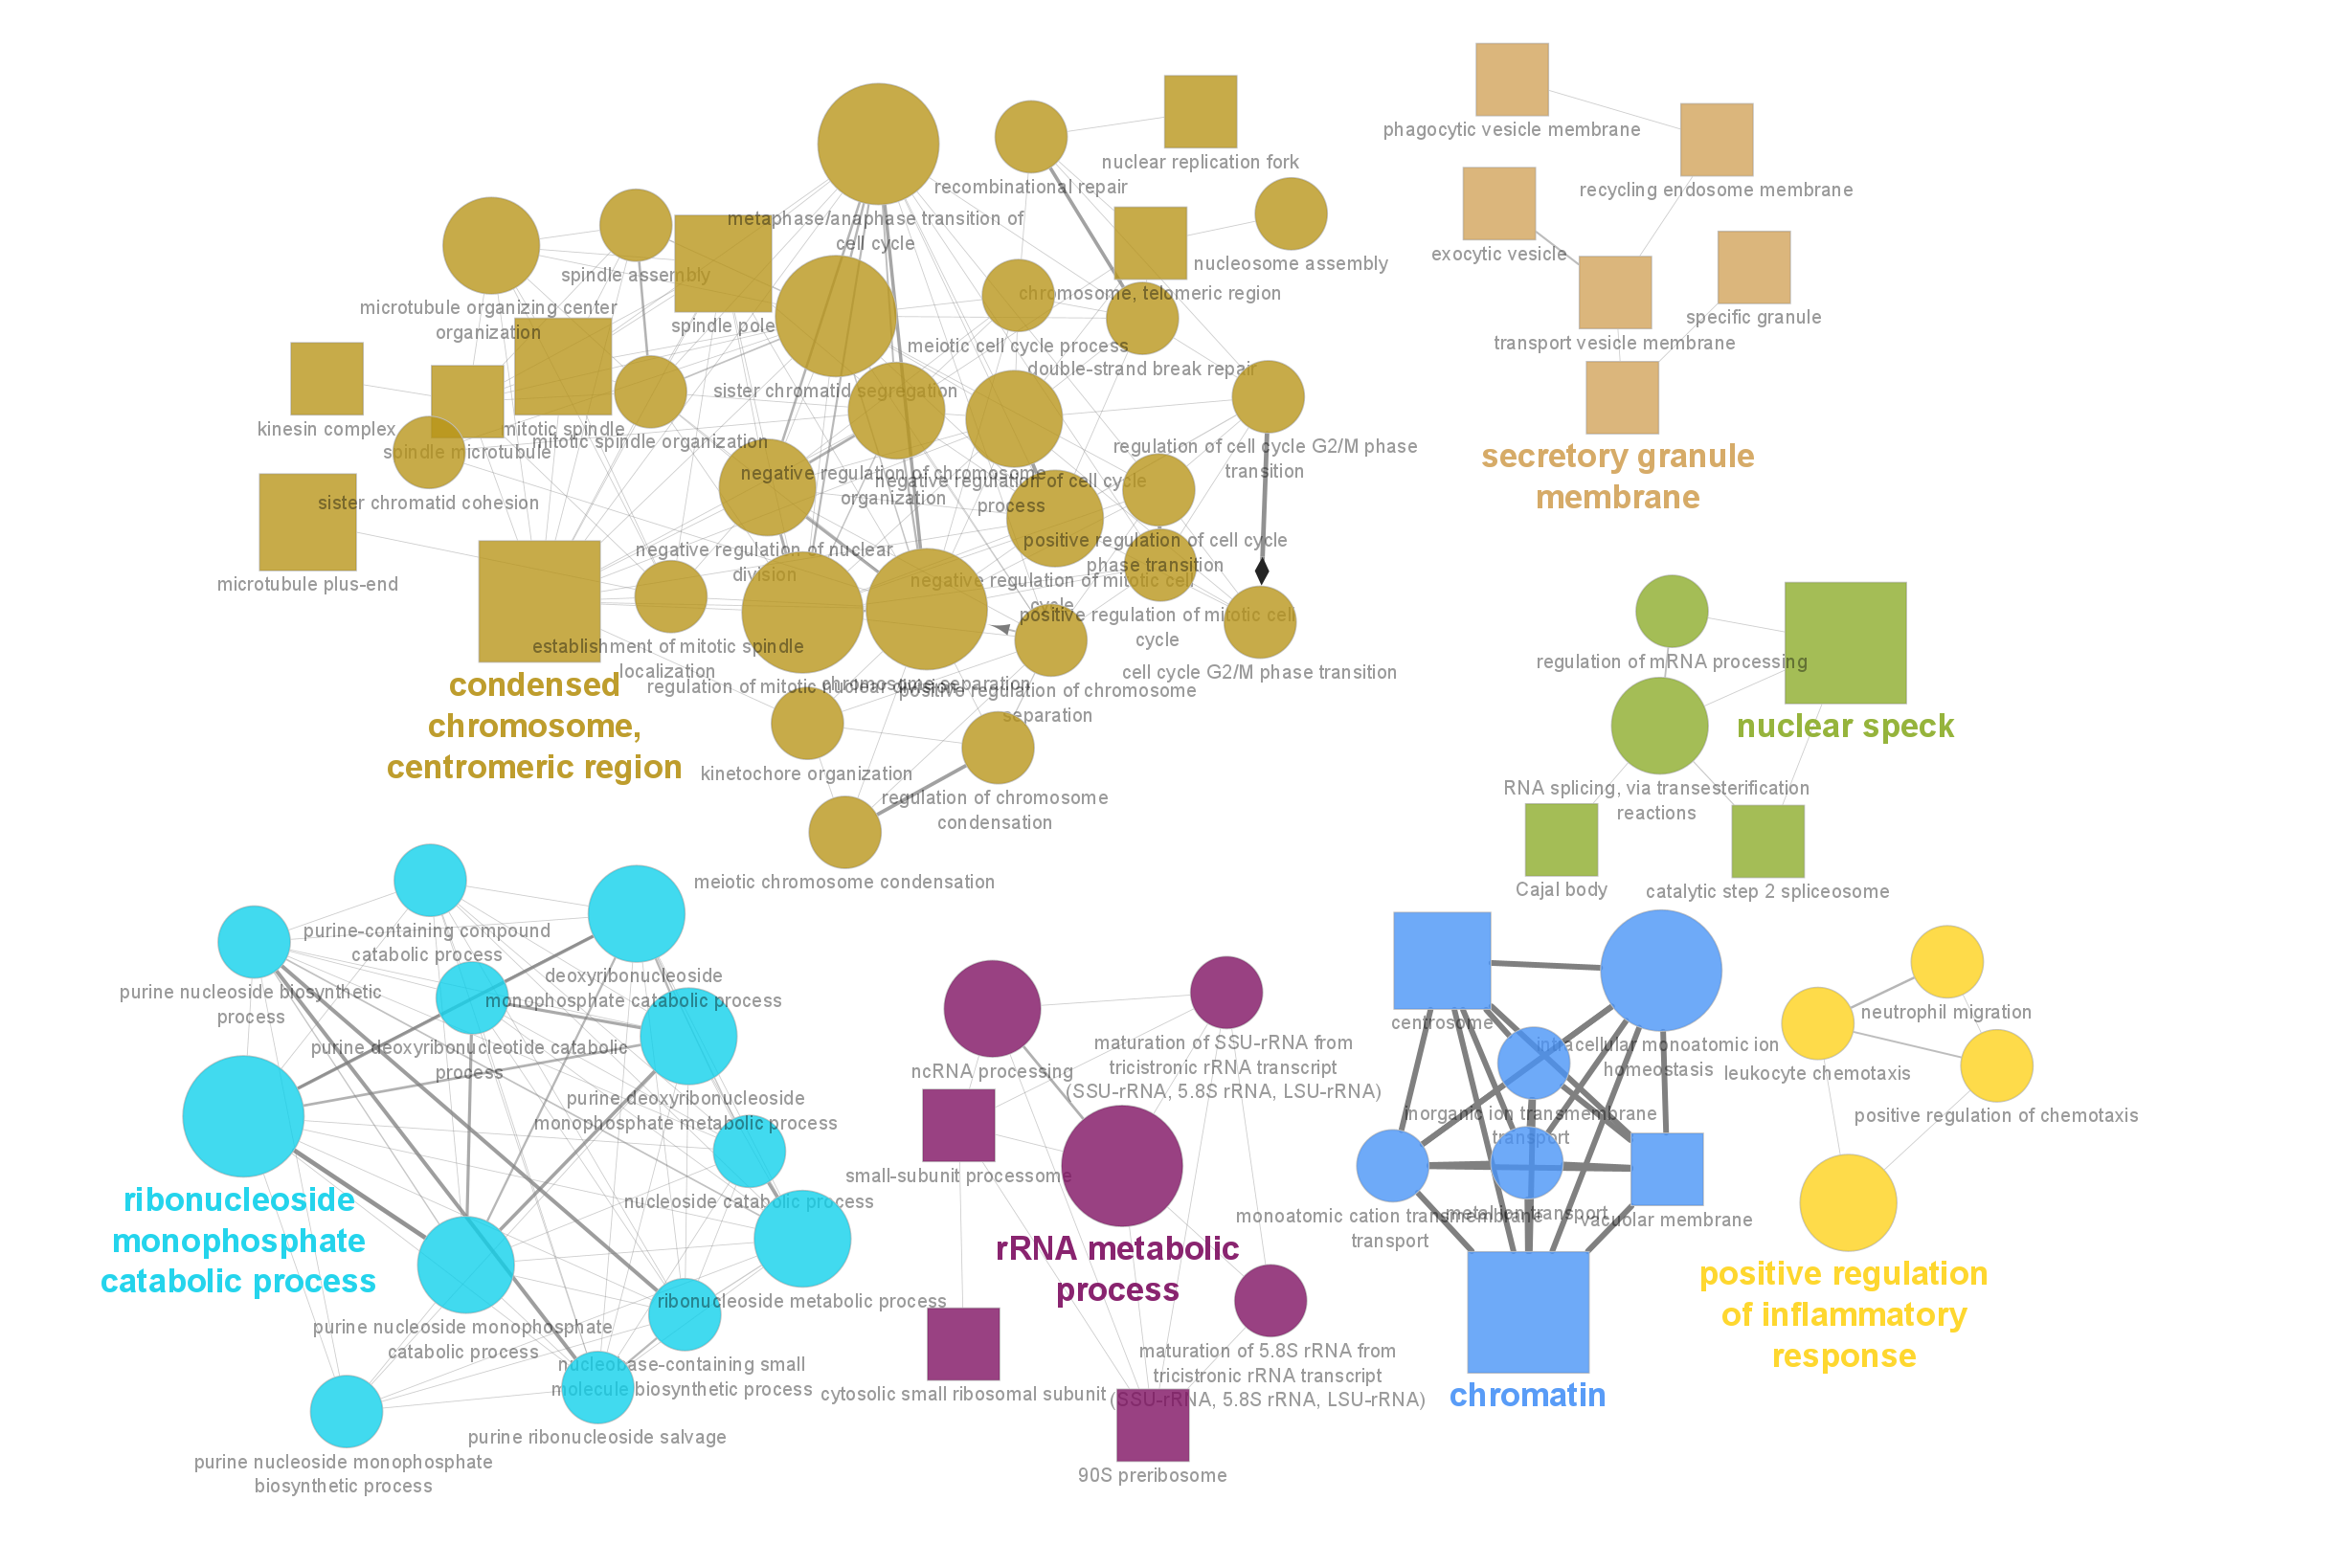 nuclear replication fork
recombinational repair
metaphase/anaphase transition of
cell cycle
nucleosome assembly
spindle assembly
chromosome, telomeric region
microtubule organizing center
organization
spindle pole
meiotic cell cycle process
double-strand break repair
sister chromatid segregation
kinesin complex
mitotic spindle
mitotic spindle organization
spindle microtubule
regulation of cell cycle G2/M phase
transition
negative regulation of chromosome
organization
negative regulation of cell cycle
process
sister chromatid cohesion
microtubule plus-end
negative regulation of nuclear
division
positive regulation of cell cycle
phase transition
negative regulation of mitotic cell
cycle
positive regulation of mitotic cell
cycle
establishment of mitotic spindle
localization
cell cycle G2/M phase transition
regulation of mitotic nuclear division
chromosome separation
positive regulation of chromosome
separation
condensed
chromosome,
centromeric region
kinetochore organization
regulation of chromosome
condensation
meiotic chromosome condensation
phagocytic vesicle membrane
recycling endosome membrane
exocytic vesicle
specific granule
transport vesicle membrane
secretory granule
membrane
regulation of mRNA processing
nuclear speck
RNA splicing, via transesterification
reactions
Cajal body
catalytic step 2 spliceosome
purine-containing compound
catabolic process
deoxyribonucleoside
monophosphate catabolic process
purine nucleoside biosynthetic
process
purine deoxyribonucleotide catabolic
process
purine deoxyribonucleoside
monophosphate metabolic process
nucleoside catabolic process
ribonucleoside
monophosphate
catabolic process
ribonucleoside metabolic process
purine nucleoside monophosphate
catabolic process
nucleobase-containing small
molecule biosynthetic process
purine ribonucleoside salvage
purine nucleoside monophosphate
biosynthetic process
ncRNA processing
maturation of SSU-rRNA from
tricistronic rRNA transcript
(SSU-rRNA, 5.8S rRNA, LSU-rRNA)
small-subunit processome
rRNA metabolic
process
maturation of 5.8S rRNA from
tricistronic rRNA transcript
(SSU-rRNA, 5.8S rRNA, LSU-rRNA)
cytosolic small ribosomal subunit
90S preribosome
centrosome
intracellular monoatomic ion
homeostasis
inorganic ion transmembrane
transport
monoatomic cation transmembrane
transport
metal ion transport
vacuolar membrane
chromatin
neutrophil migration
leukocyte chemotaxis
positive regulation of chemotaxis
positive regulation
of inflammatory
response